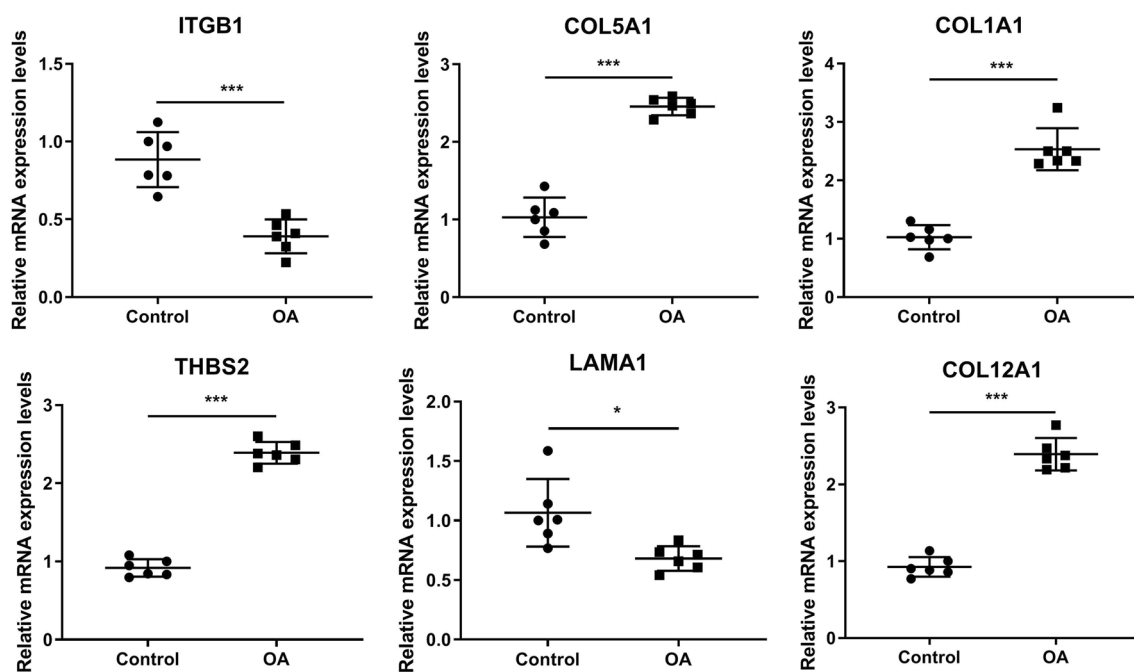 ITGB1
Relative mRNA expression levels
1.5
1.0
0.5
0.0
***
Control OA
COL5A1
Relative mRNA expression levels
3
2
1
0
***
Control OA
COL1A1
Relative mRNA expression levels
4
3
2
1
0
***
Control OA
THBS2
Relative mRNA expression levels
3
2
1
0
***
Control OA
LAMA1
Relative mRNA expression levels
2.0
1.5
1.0
0.5
0.0
*
Control OA
COL12A1
Relative mRNA expression levels
3
2
1
0
***
Control OA